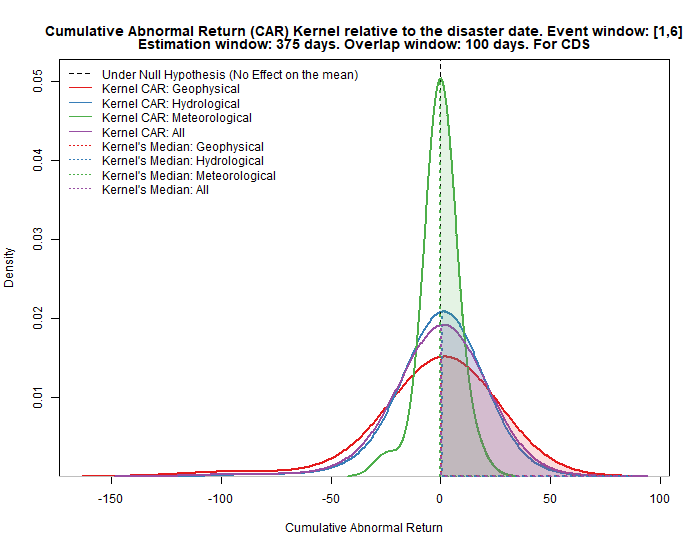 Cumulative Abnormal Return (CAR) Kernel relative to the disaster date. Event window: [1,6]
Estimation window: 375 days. Overlap window: 100 days. For CDS
Under Null Hypothesis (No Effect on the mean)
Kernel CAR: Geophysical
Kernel CAR: Hydrological
Kernel CAR: Meteorological
Kernel CAR: All
Kernel's Median: Geophysical
Kernel's Median: Hydrological
Kernel's Median: Meteorological
Kernel's Median: All
Density
0.05
0.04
0.03
0.02
0.01
-150 -100 -50 0 50 100
Cumulative Abnormal Return